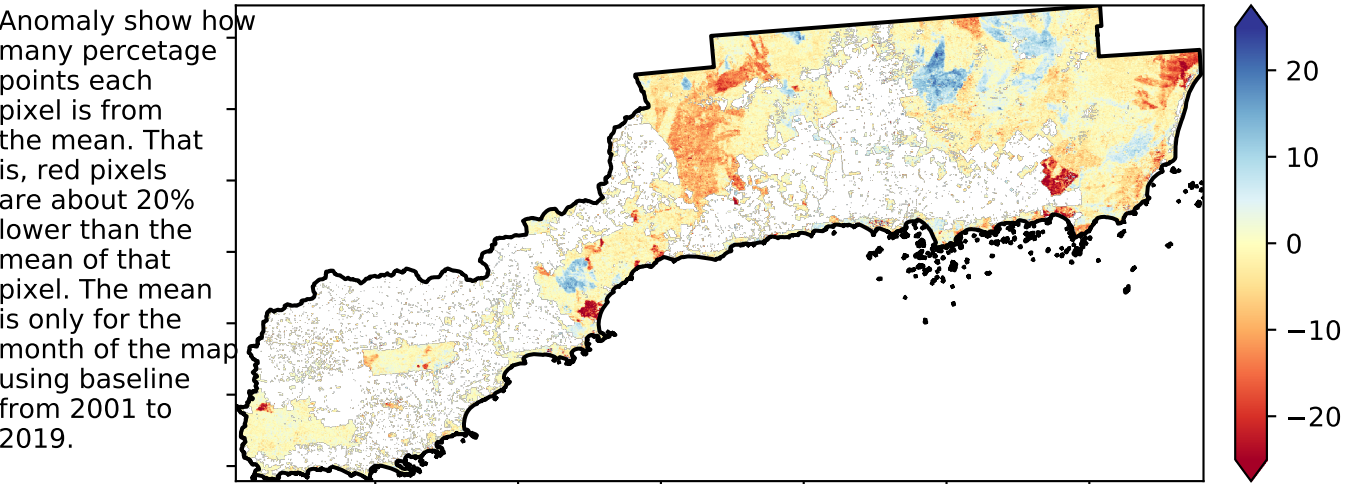 Anomaly show how
many percetage
points each
pixel is from
the mean. That
is, red pixels
are about 20%
lower than the
mean of that
pixel. The mean
is only for the
month of the map
using baseline
from 2001 to
2019.
20
10
0
−10
−20